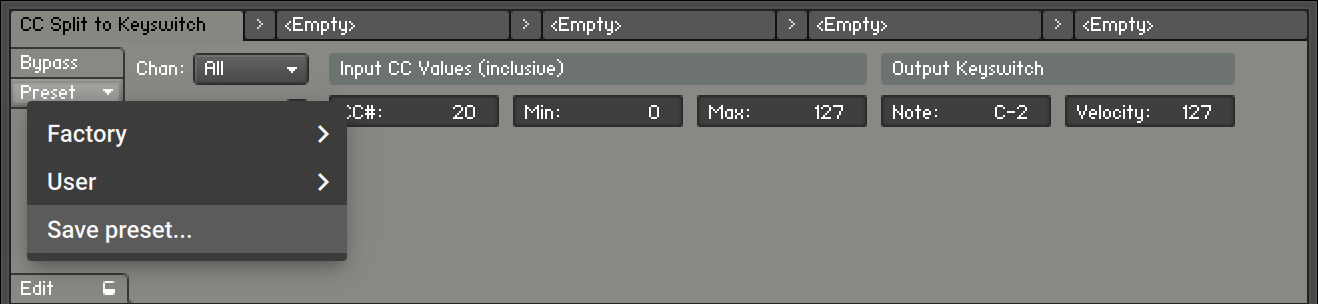 CC Split to Keyswitch > <Empty> > <Empty> > <Empty> > <Empty>
Bypass Chan: All Input CC Values (inclusive) Output Keyswitch
Preset CC#: 20 Min: 0 Max: 127 Note: C-2 Velocity: 127
Factory
User
Save preset...
Edit